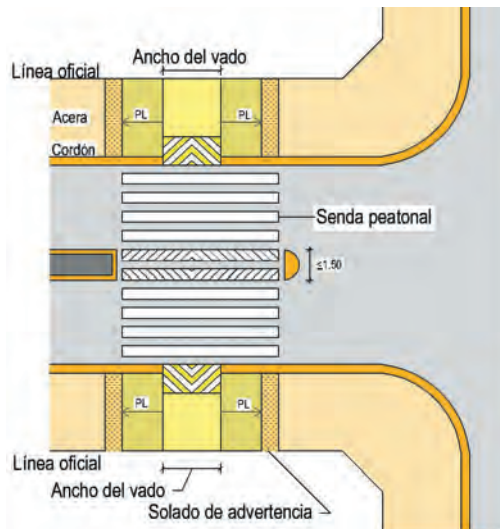 Ancho del vado
Línea oficial
PL
PL
Acera
Cordón
Senda peatonal
≤1.50
PL
PL
Línea oficial
Ancho del vado
Solado de advertencia